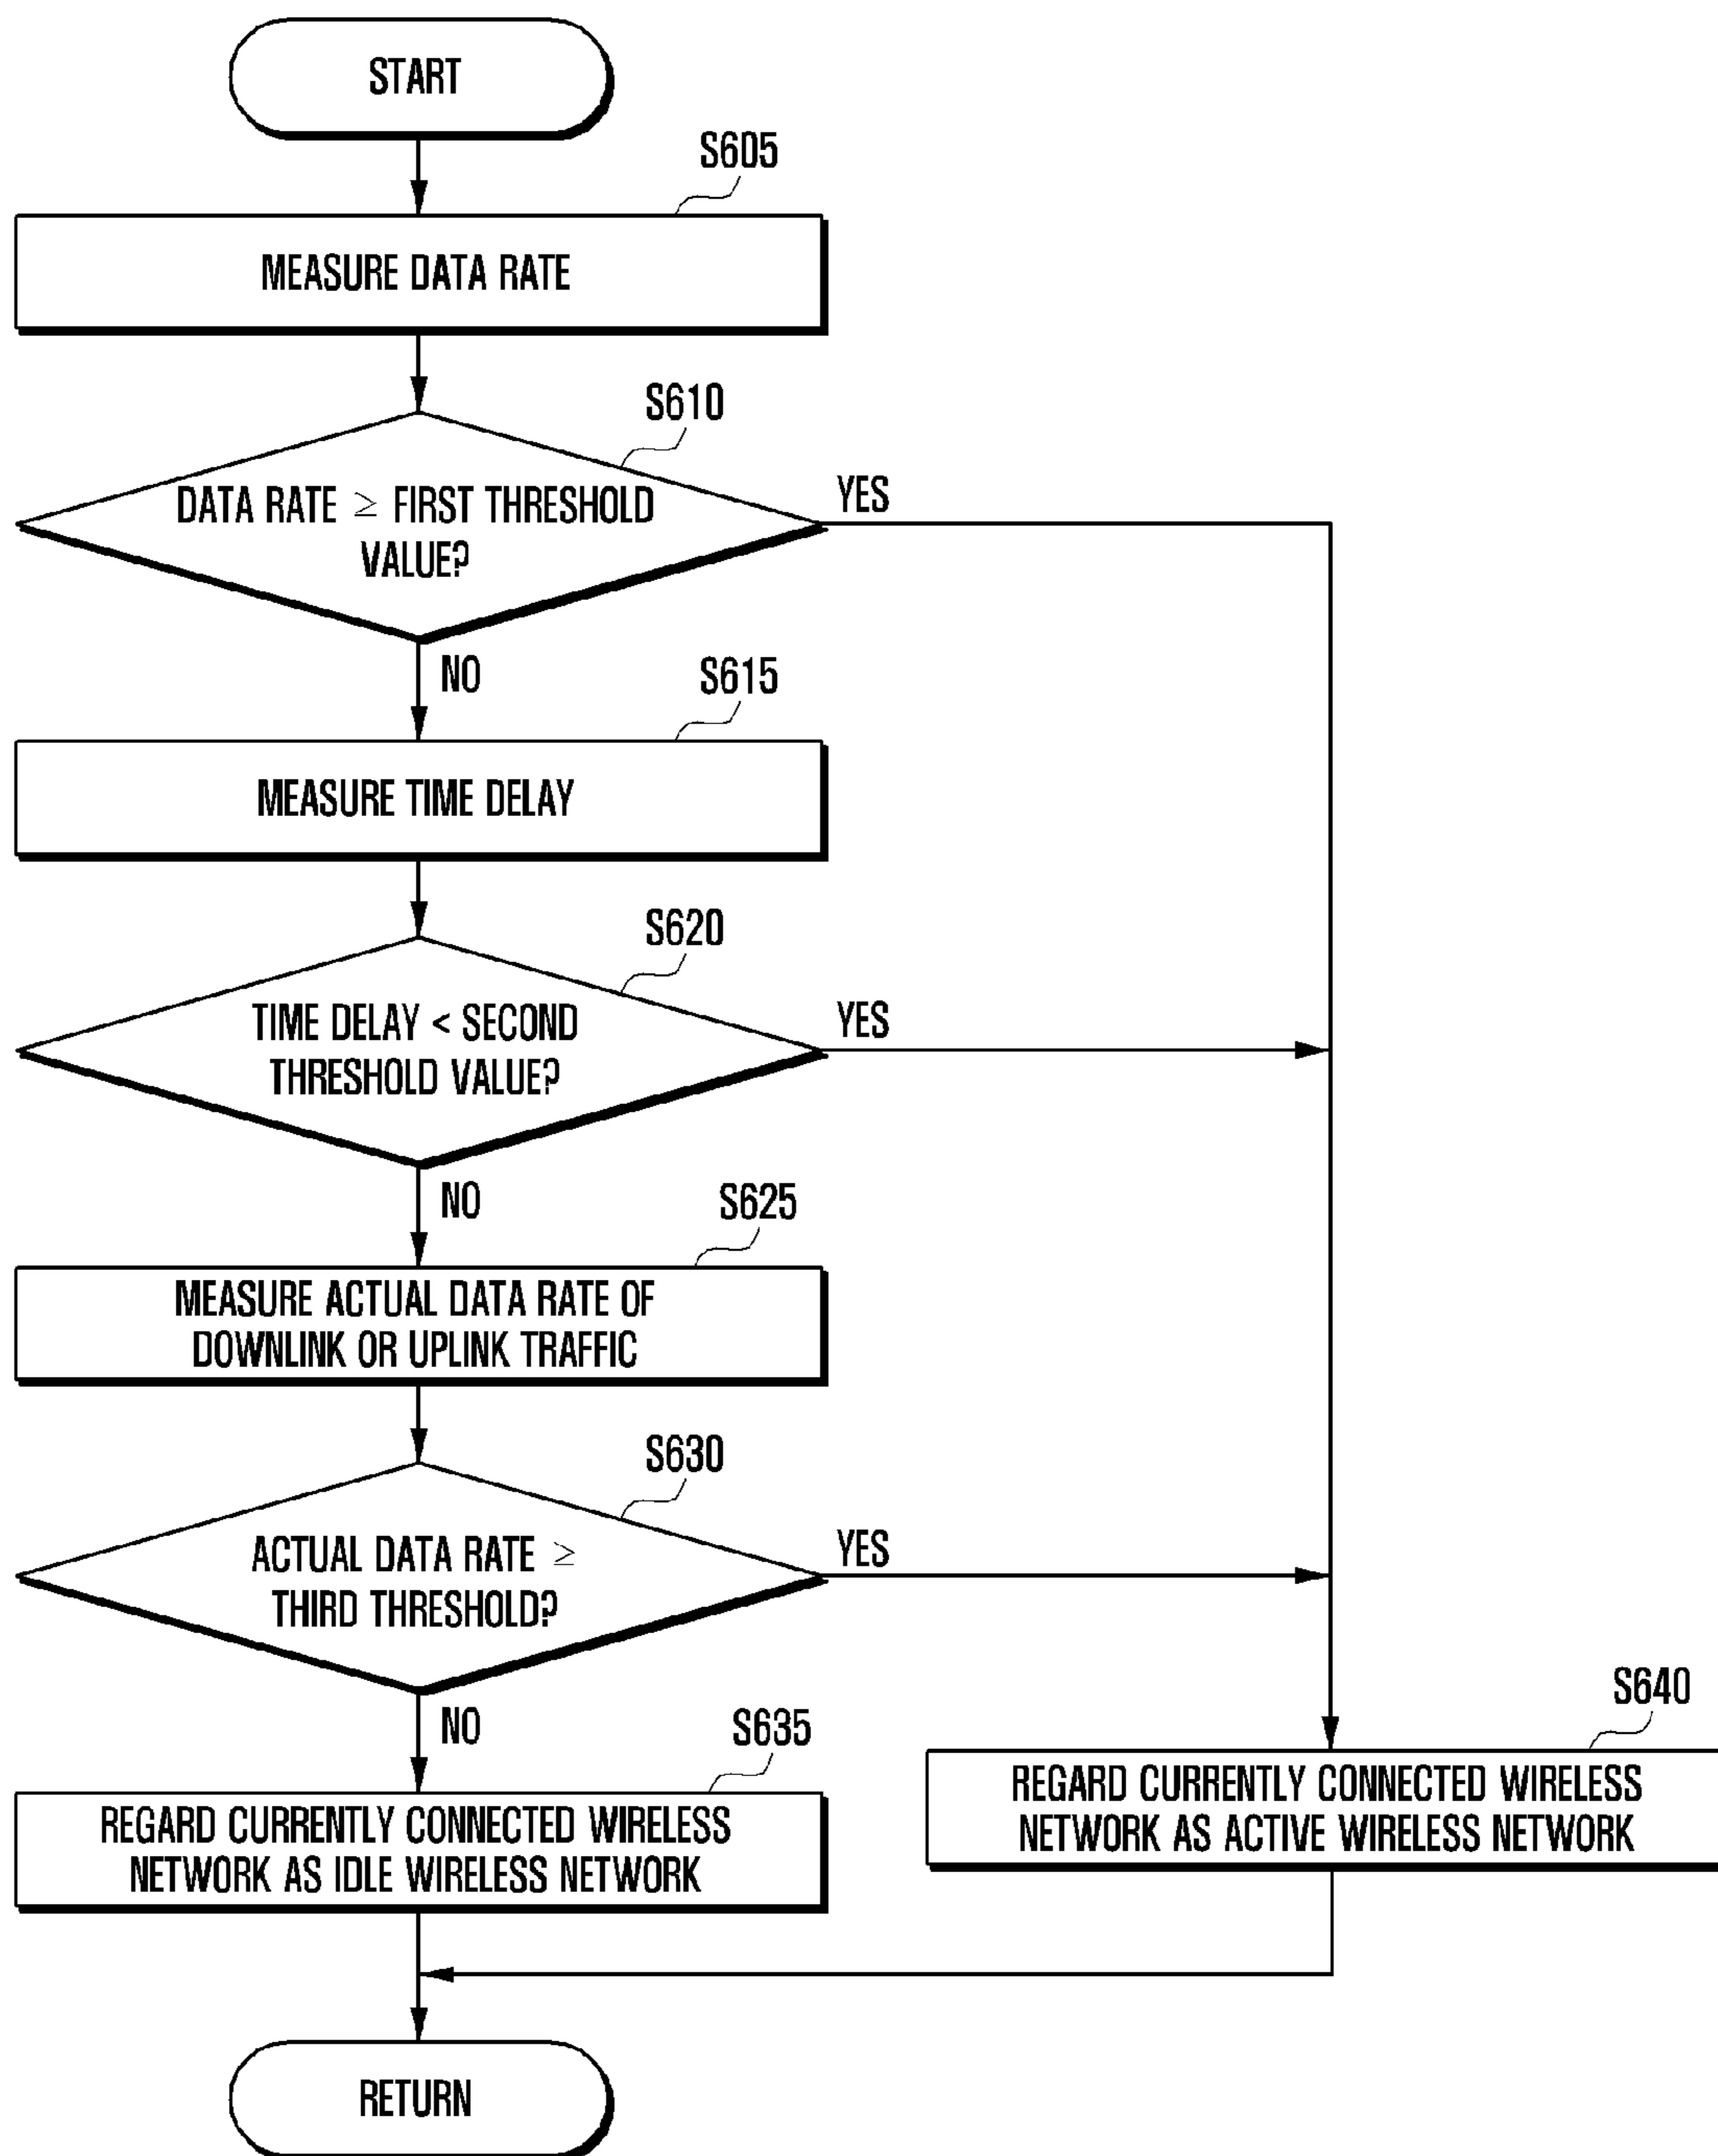 START
S605
MEASURE DATA RATE
S610
DATA RATE ≥ FIRST THRESHOLD
VALUE?
YES
NO
S615
MEASURE TIME DELAY
S620
TIME DELAY < SECOND
THRESHOLD VALUE?
YES
NO
S625
MEASURE ACTUAL DATA RATE OF
DOWNLINK OR UPLINK TRAFFIC
S630
ACTUAL DATA RATE ≥
THIRD THRESHOLD?
YES
NO
S635
REGARD CURRENTLY CONNECTED WIRELESS
NETWORK AS IDLE WIRELESS NETWORK
S640
REGARD CURRENTLY CONNECTED WIRELESS
NETWORK AS ACTIVE WIRELESS NETWORK
RETURN